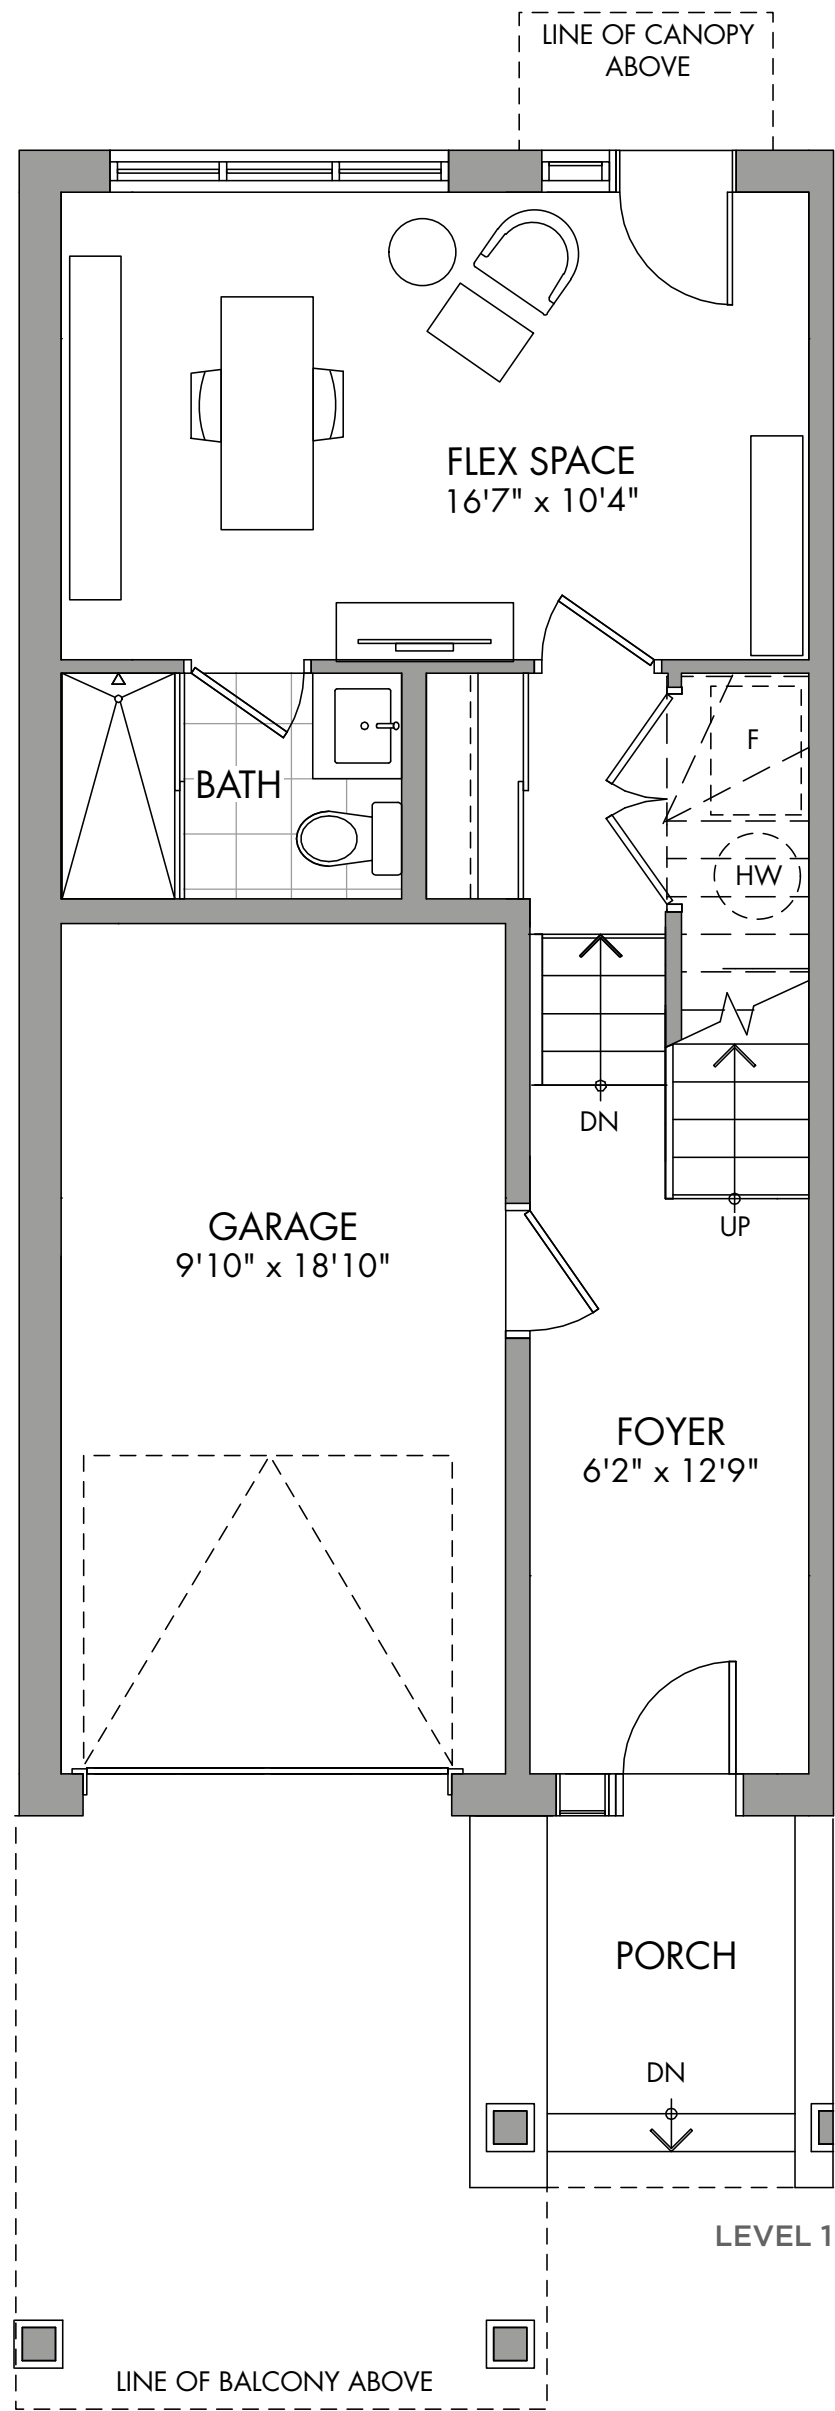 LINE OF CANOPY
ABOVE
FLEX SPACE
16'7" x 10'4"
F
BATH
HW
DN
UP
GARAGE
9'10" x 18'10"
FOYER
6'2" x 12'9"
PORCH
DN
LEVEL 1
LINE OF BALCONY ABOVE